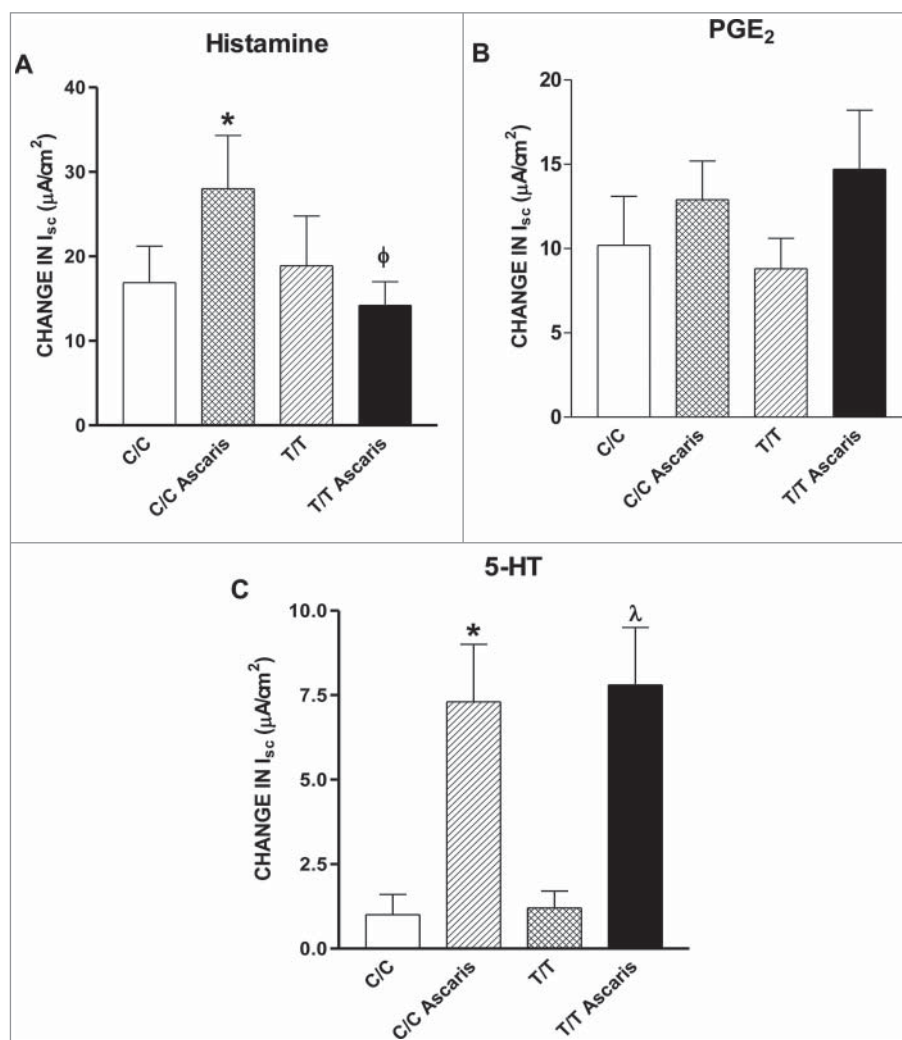 A
Histamine
CHANGE IN Isc (μA/cm²)
40
30
20
10
0
*
ϕ
C/C
C/C Ascaris
T/T
T/T Ascaris
B
PGE₂
CHANGE IN Isc (μA/cm²)
20
15
10
5
0
C/C
C/C Ascaris
T/T
T/T Ascaris
C
5-HT
CHANGE IN Isc (μA/cm²)
10.0
7.5
5.0
2.5
0.0
*
λ
C/C
C/C Ascaris
T/T
T/T Ascaris